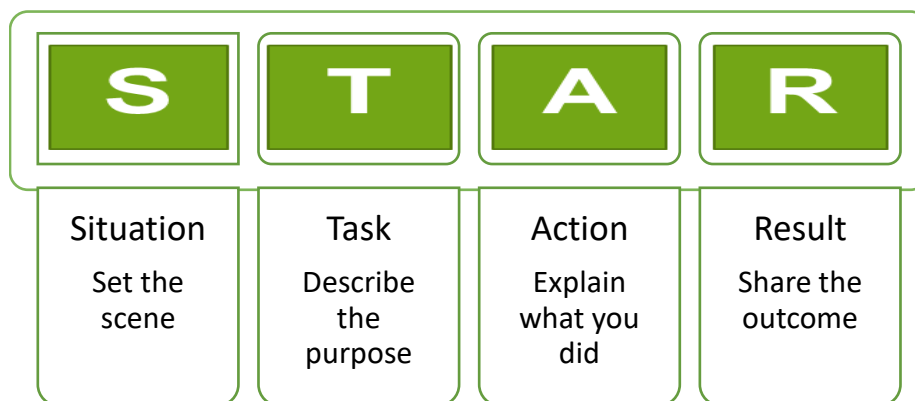 S T A R
Situation
Set the
scene
Task
Describe
the
purpose
Action
Explain
what you
did
Result
Share the
outcome